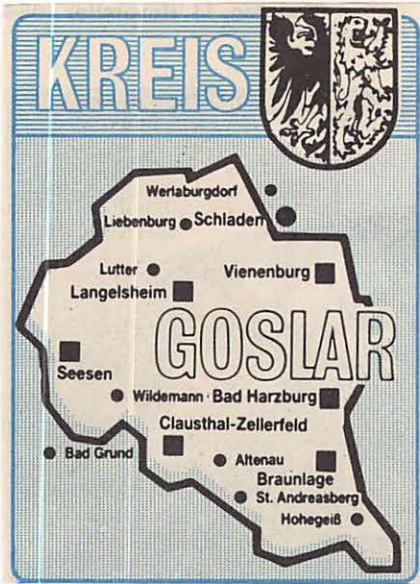 KREIS
Werlaburgdorf
Liebenburg Schladen
Lutter Vienenburg
Langelsheim
GOSLAR
Seesen
Wildemann · Bad Harzburg
Clausthal-Zellerfeld
Bad Grund Altenau
Braunlage
St. Andreasberg
Hohegeiß